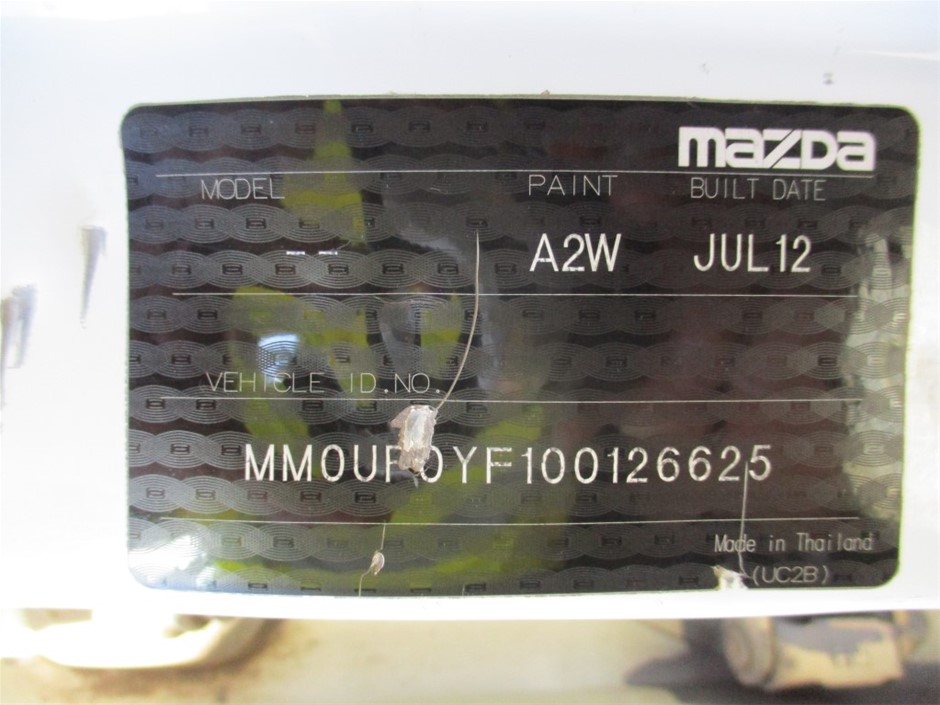 mazda
MODEL PAINT BUILT DATE
A2W JUL12
VEHICLE ID.NO.
MM0UP0YF100126625
Made in Thailand
(UC2B)